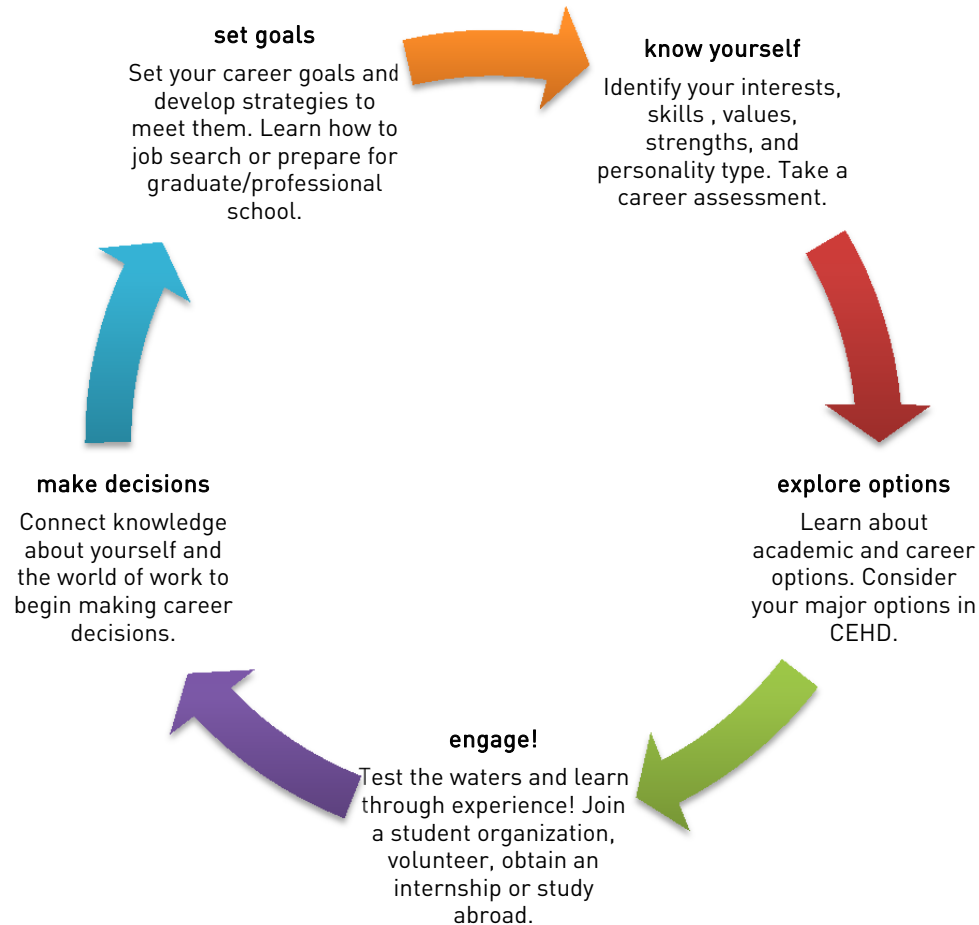 set goals
Set your career goals and
develop strategies to
meet them. Learn how to
job search or prepare for
graduate/professional
school.
know yourself
Identify your interests,
skills , values,
strengths, and
personality type. Take a
career assessment.
explore options
Learn about
academic and career
options. Consider
your major options in
CEHD.
engage!
Test the waters and learn
through experience! Join
a student organization,
volunteer, obtain an
internship or study
abroad.
make decisions
Connect knowledge
about yourself and
the world of work to
begin making career
decisions.